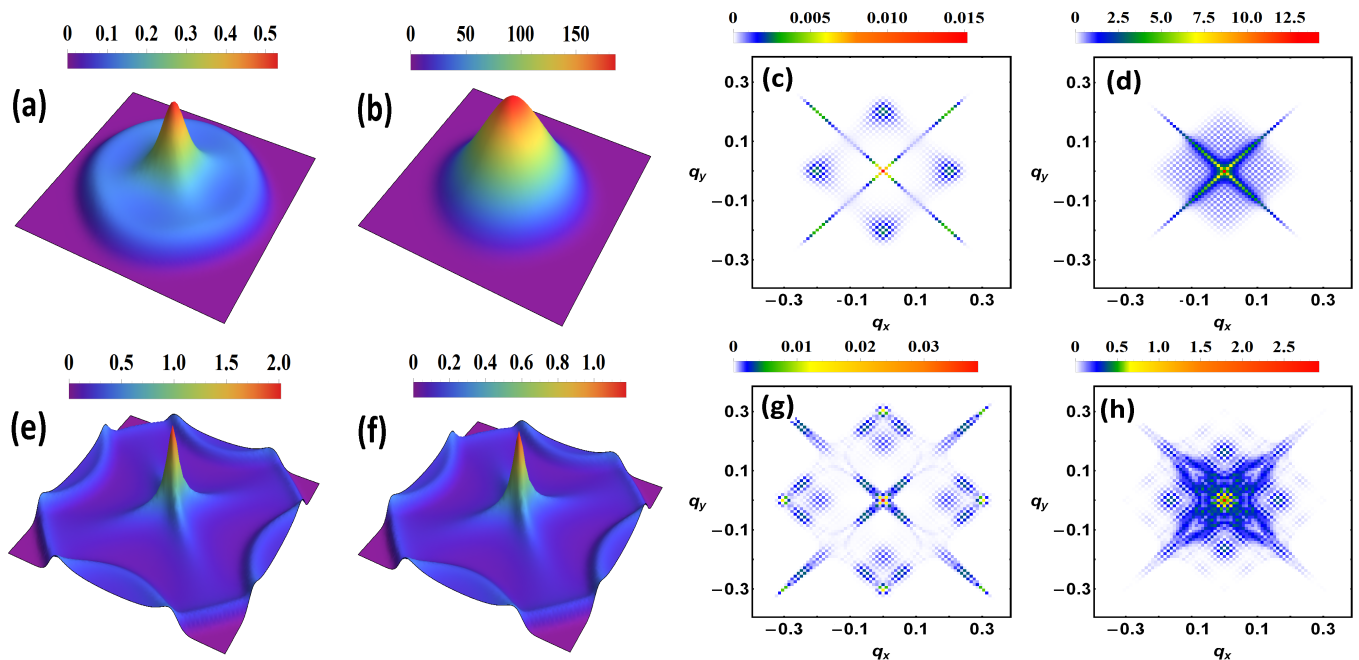 0 0.1 0.2 0.3 0.4 0.5
(a)
0 50 100 150
(b)
0 0.005 0.010 0.015
(c)
0.3
0.1
−0.1
−0.3
q_y
−0.3 -0.1 0.1 0.3
q_x
0 2.5 5.0 7.5 10.0 12.5
(d)
0.3
0.1
−0.1
−0.3
q_y
−0.3 -0.1 0.1 0.3
q_x
0 0.5 1.0 1.5 2.0
(e)
0 0.2 0.4 0.6 0.8 1.0
(f)
0 0.01 0.02 0.03
(g)
0.3
0.1
−0.1
−0.3
q_y
−0.3 -0.1 0.1 0.3
q_x
0 0.5 1.0 1.5 2.0 2.5
(h)
0.3
0.1
−0.1
−0.3
q_y
−0.3 -0.1 0.1 0.3
q_x